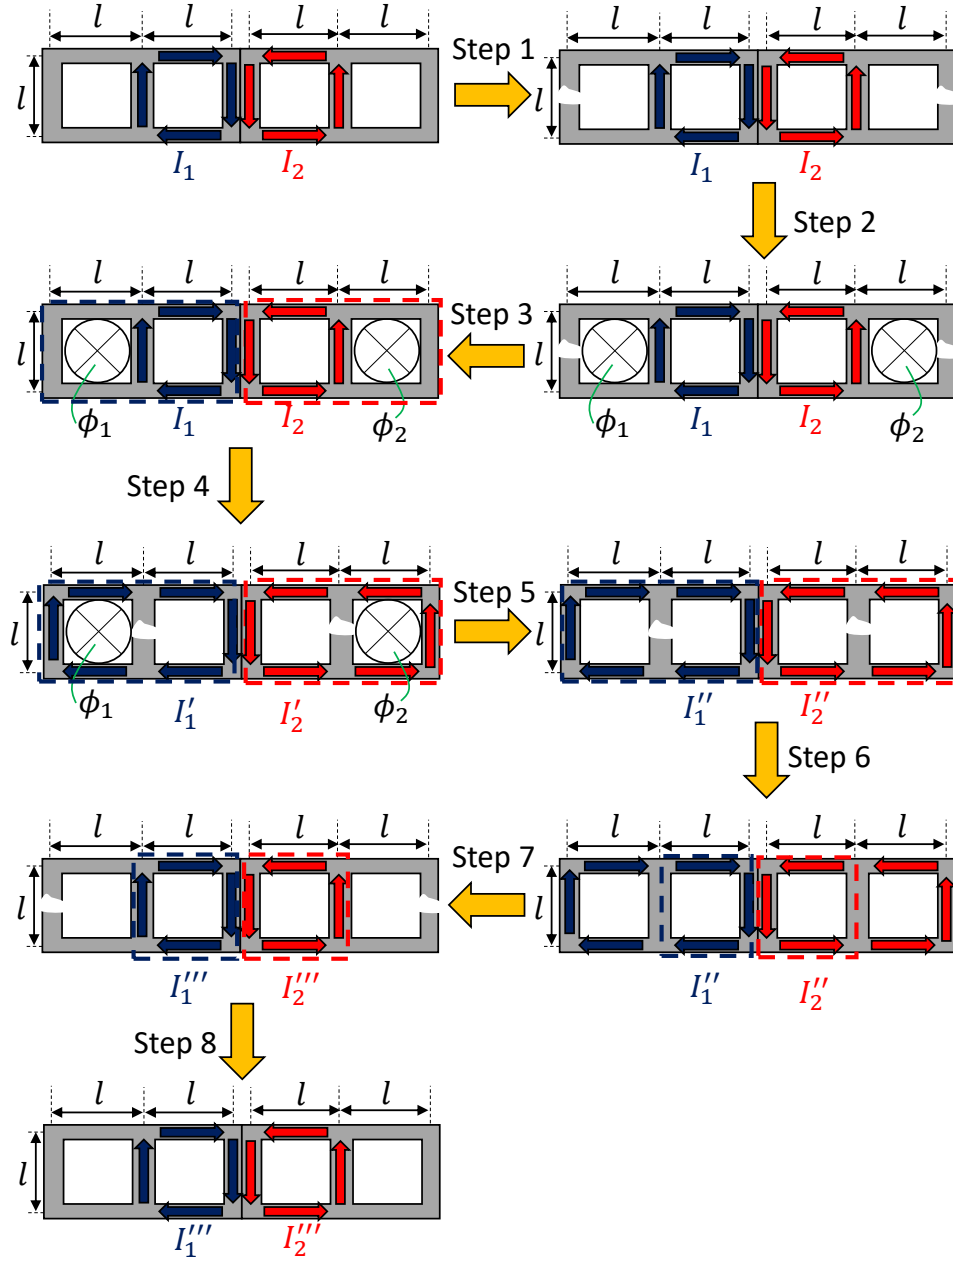 l l l l Step 1 l l l l
l l
I₁ I₂ I₁ I₂
Step 2
l l l l Step 3 l l l l
l l
ϕ₁ I₁ I₂ ϕ₂ ϕ₁ I₁ I₂ ϕ₂
Step 4
l l l l Step 5 l l l l
l l
ϕ₁ I₁′ I₂′ ϕ₂ I₁″ I₂″
Step 6
l l l l Step 7 l l l l
l l
I₁‴ I₂‴ I₁″ I₂″
Step 8
l l l l
l
I₁‴ I₂‴